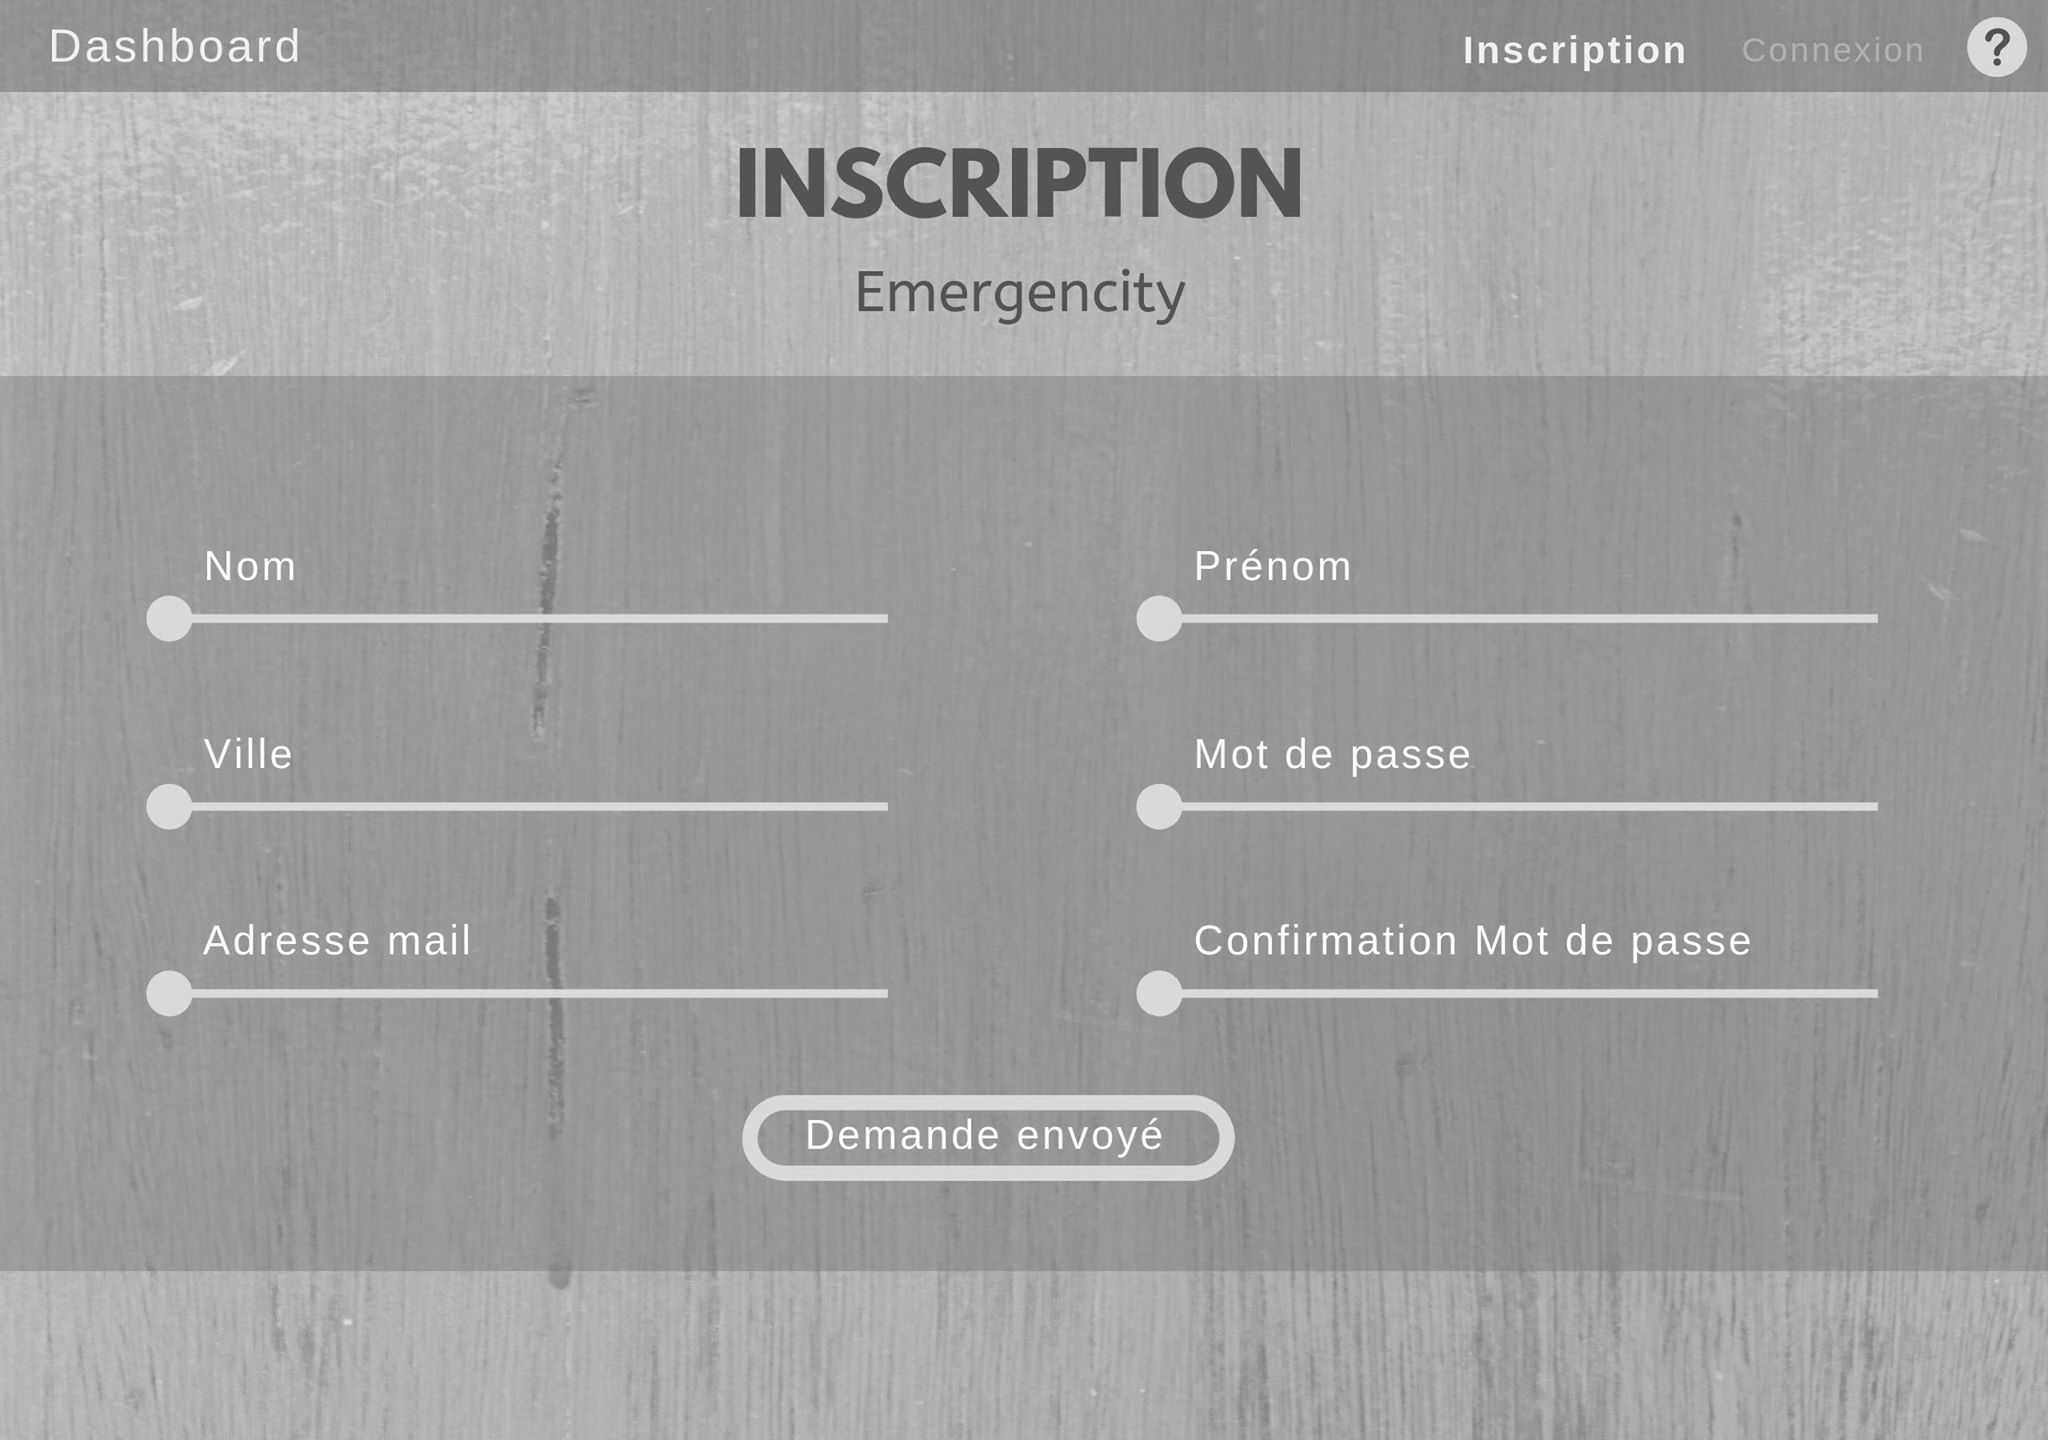 Dashboard
Inscription
Connexion
?
INSCRIPTION
Emergencity
Nom
Prénom
Ville
Mot de passe
Adresse mail
Confirmation Mot de passe
Demande envoyé